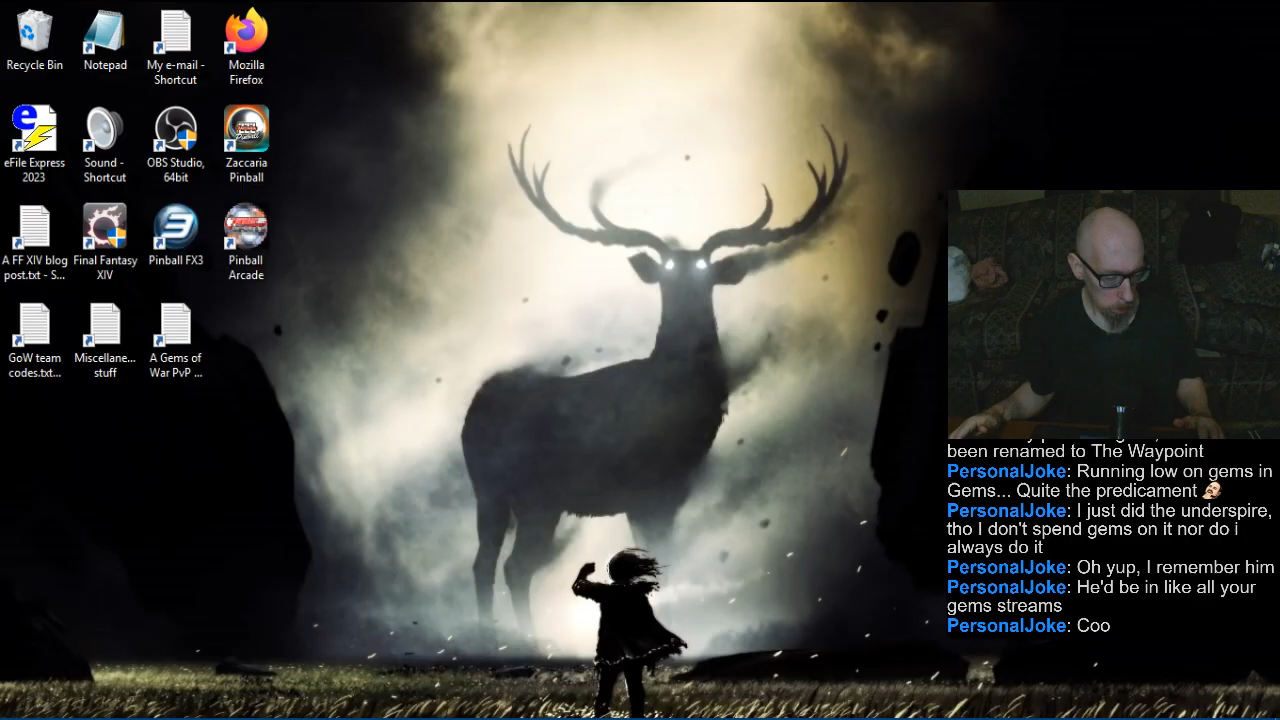 Recycle Bin
Notepad
My e-mail -
Shortcut
Mozilla
Firefox
eFile Express
2023
Sound -
Shortcut
OBS Studio,
64bit
Zaccaria
Pinball
A FF XIV blog
post.txt - S...
Final Fantasy
XIV
Pinball FX3
Pinball
Arcade
GoW team
codes.txt...
Miscellane...
stuff
A Gems of
War PvP ...
been renamed to The Waypoint
PersonalJoke: Running low on gems in
Gems... Quite the predicament
PersonalJoke: I just did the underspire,
tho I don't spend gems on it nor do i
always do it
PersonalJoke: Oh yup, I remember him
PersonalJoke: He'd be in like all your
gems streams
PersonalJoke: Coo